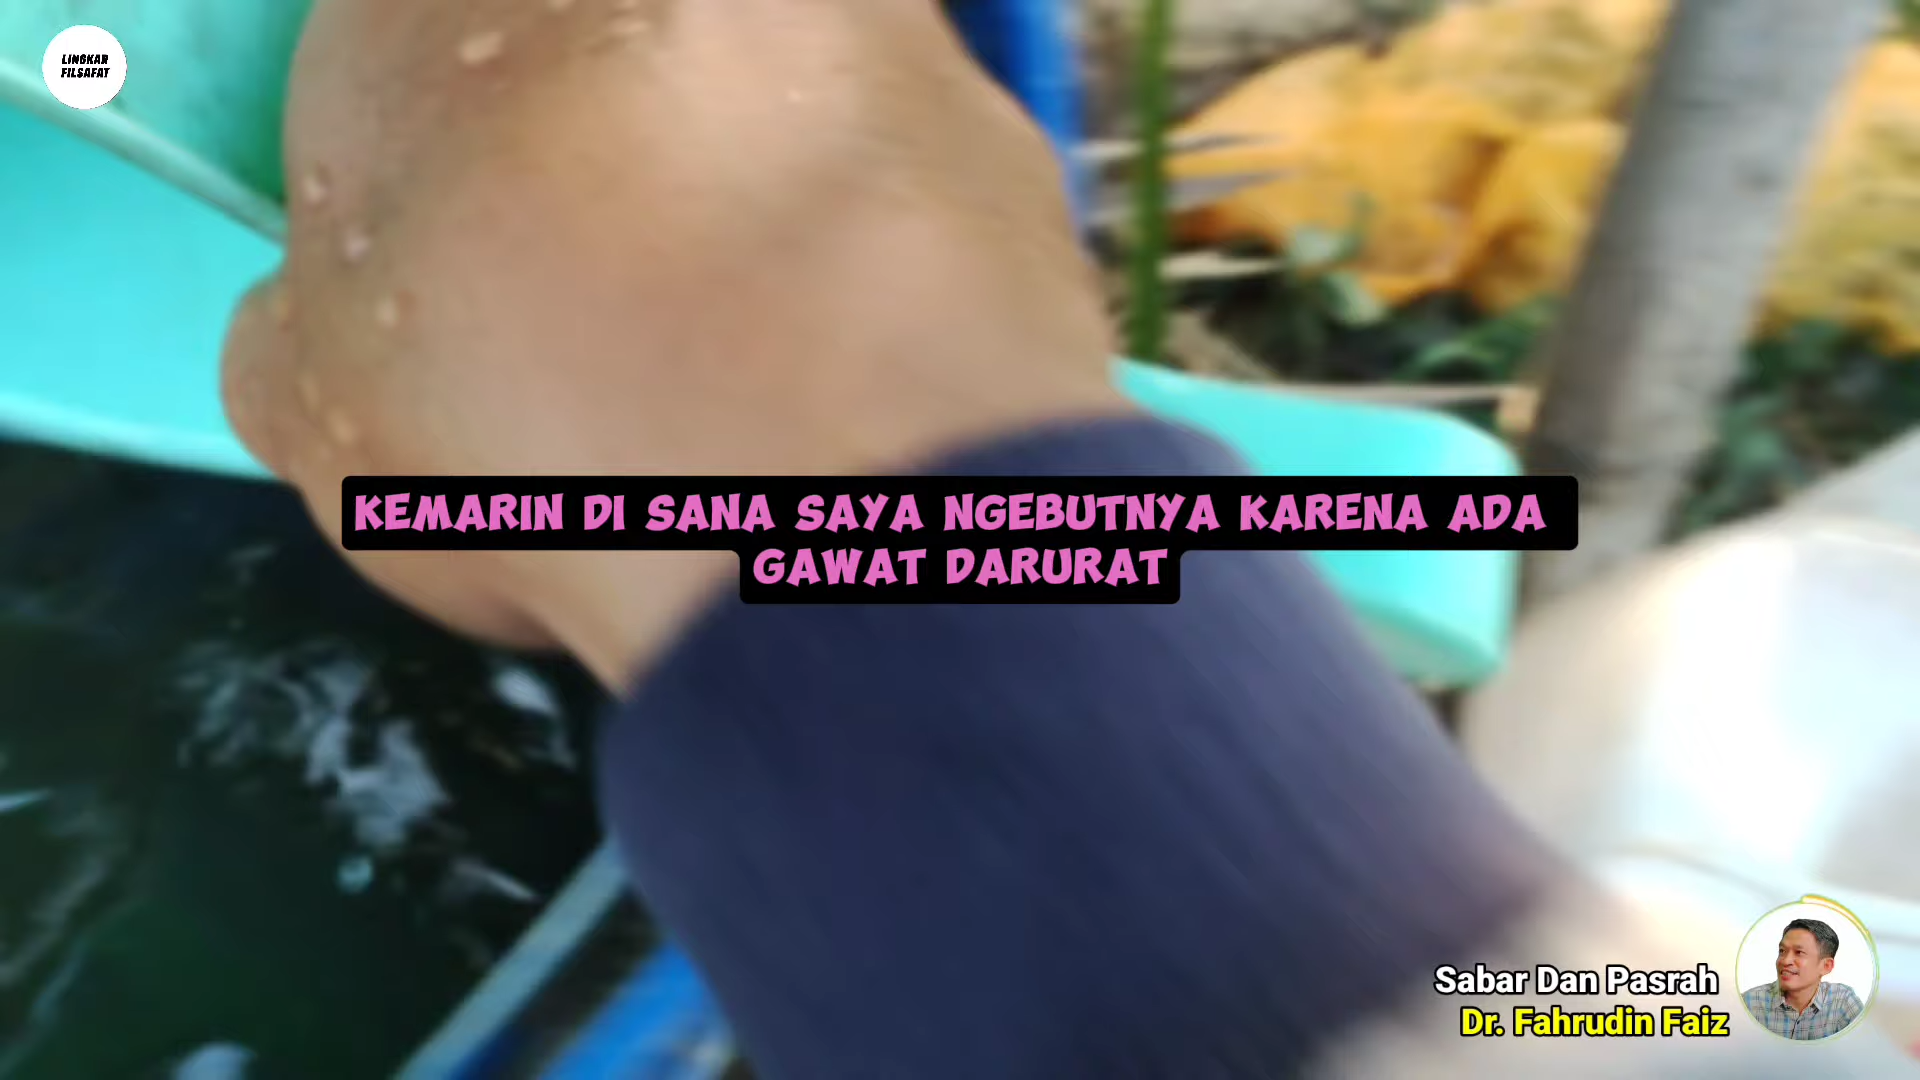 LINGKAR
FILSAFAT
KEMARIN DI SANA SAYA NGEBUTNYA KARENA ADA
GAWAT DARURAT
Sabar Dan Pasrah
Dr. Fahrudin Faiz